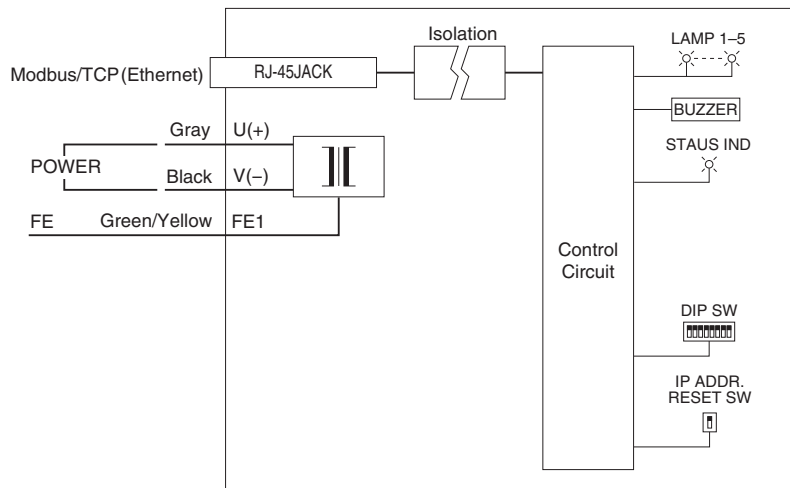 Isolation
LAMP 1–5
Modbus/TCP(Ethernet)
RJ-45JACK
BUZZER
Gray
U(+)
STAUS IND
POWER
Black
V(−)
FE
Green/Yellow
FE1
Control
Circuit
DIP SW
IP ADDR.
RESET SW